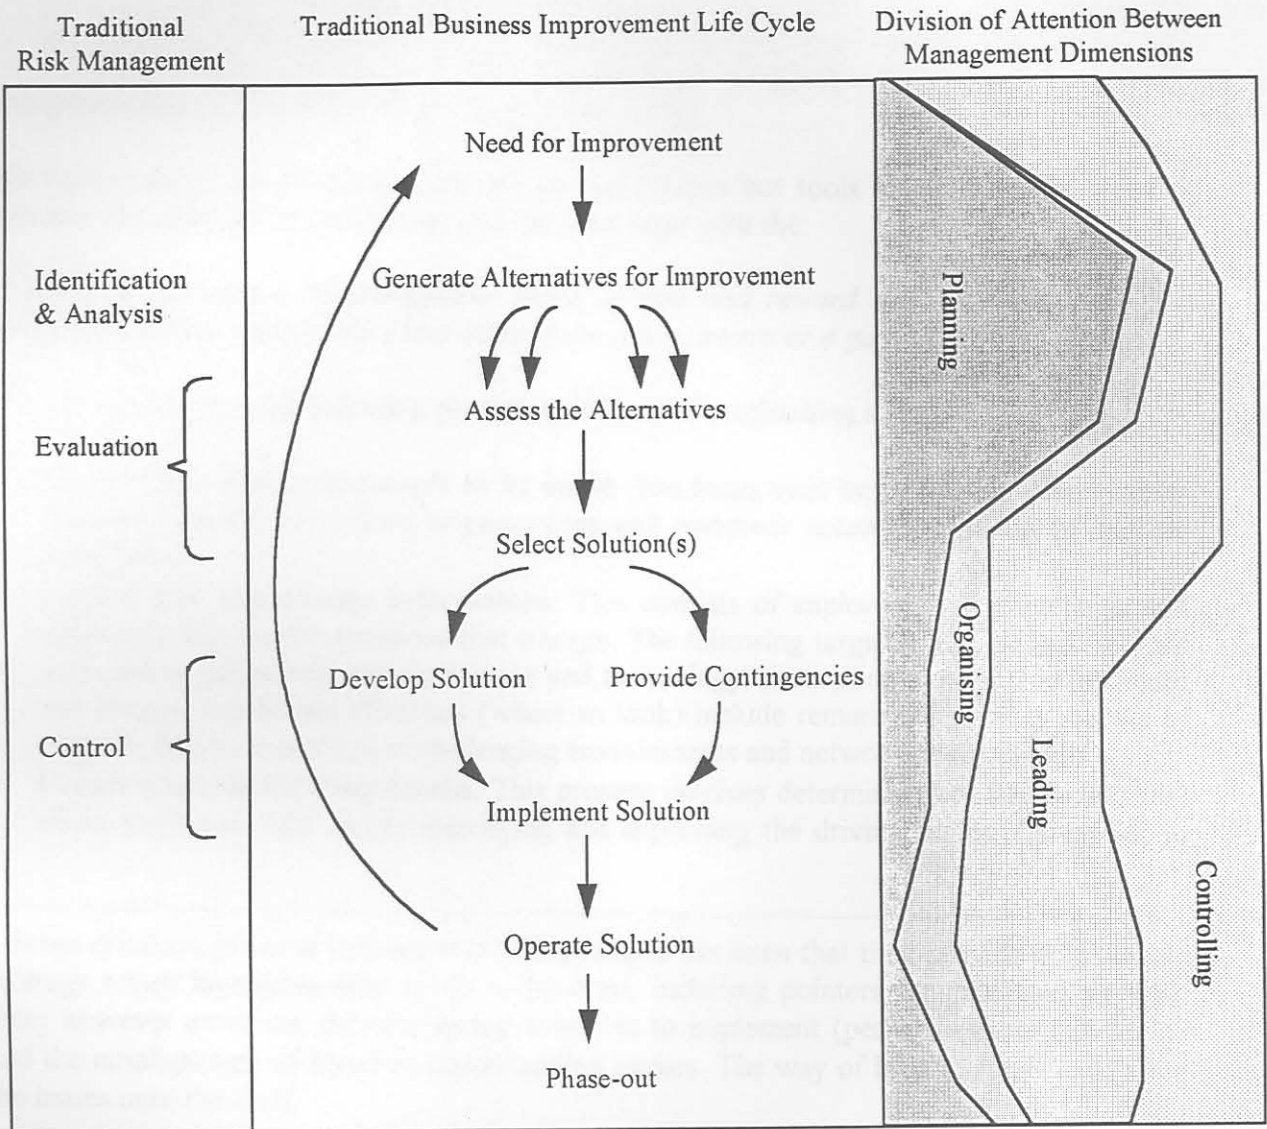 Traditional
Risk Management
Traditional Business Improvement Life Cycle
Division of Attention Between
Management Dimensions
Need for Improvement
Identification
& Analysis
Generate Alternatives for Improvement
Planning
Evaluation
Assess the Alternatives
Select Solution(s)
Organising
Control
Develop Solution
Provide Contingencies
Leading
Implement Solution
Controlling
Operate Solution
Phase-out